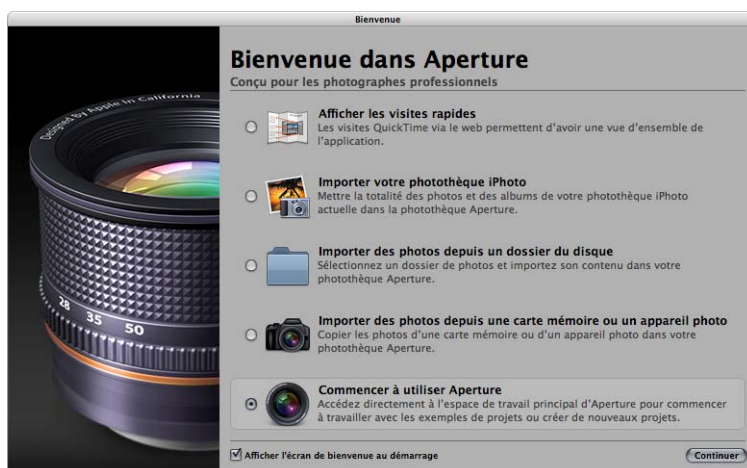 Bienvenue
Bienvenue dans Aperture
Conçu pour les photographes professionnels
Designed By Apple in California
Afficher les visites rapides
Les visites QuickTime via le web permettent d'avoir une vue d'ensemble de
l'application.
Importer votre photothèque iPhoto
Mettre la totalité des photos et des albums de votre photothèque iPhoto
actuelle dans la photothèque Aperture.
Importer des photos depuis un dossier du disque
Sélectionnez un dossier de photos et importez son contenu dans votre
photothèque Aperture.
28 35 50
Importer des photos depuis une carte mémoire ou un appareil photo
Copier les photos d'une carte mémoire ou d'un appareil photo dans votre
photothèque Aperture.
Commencer à utiliser Aperture
Accédez directement à l'espace de travail principal d'Aperture pour commencer
à travailler avec les exemples de projets ou créer de nouveaux projets.
Afficher l'écran de bienvenue au démarrage
Continuer